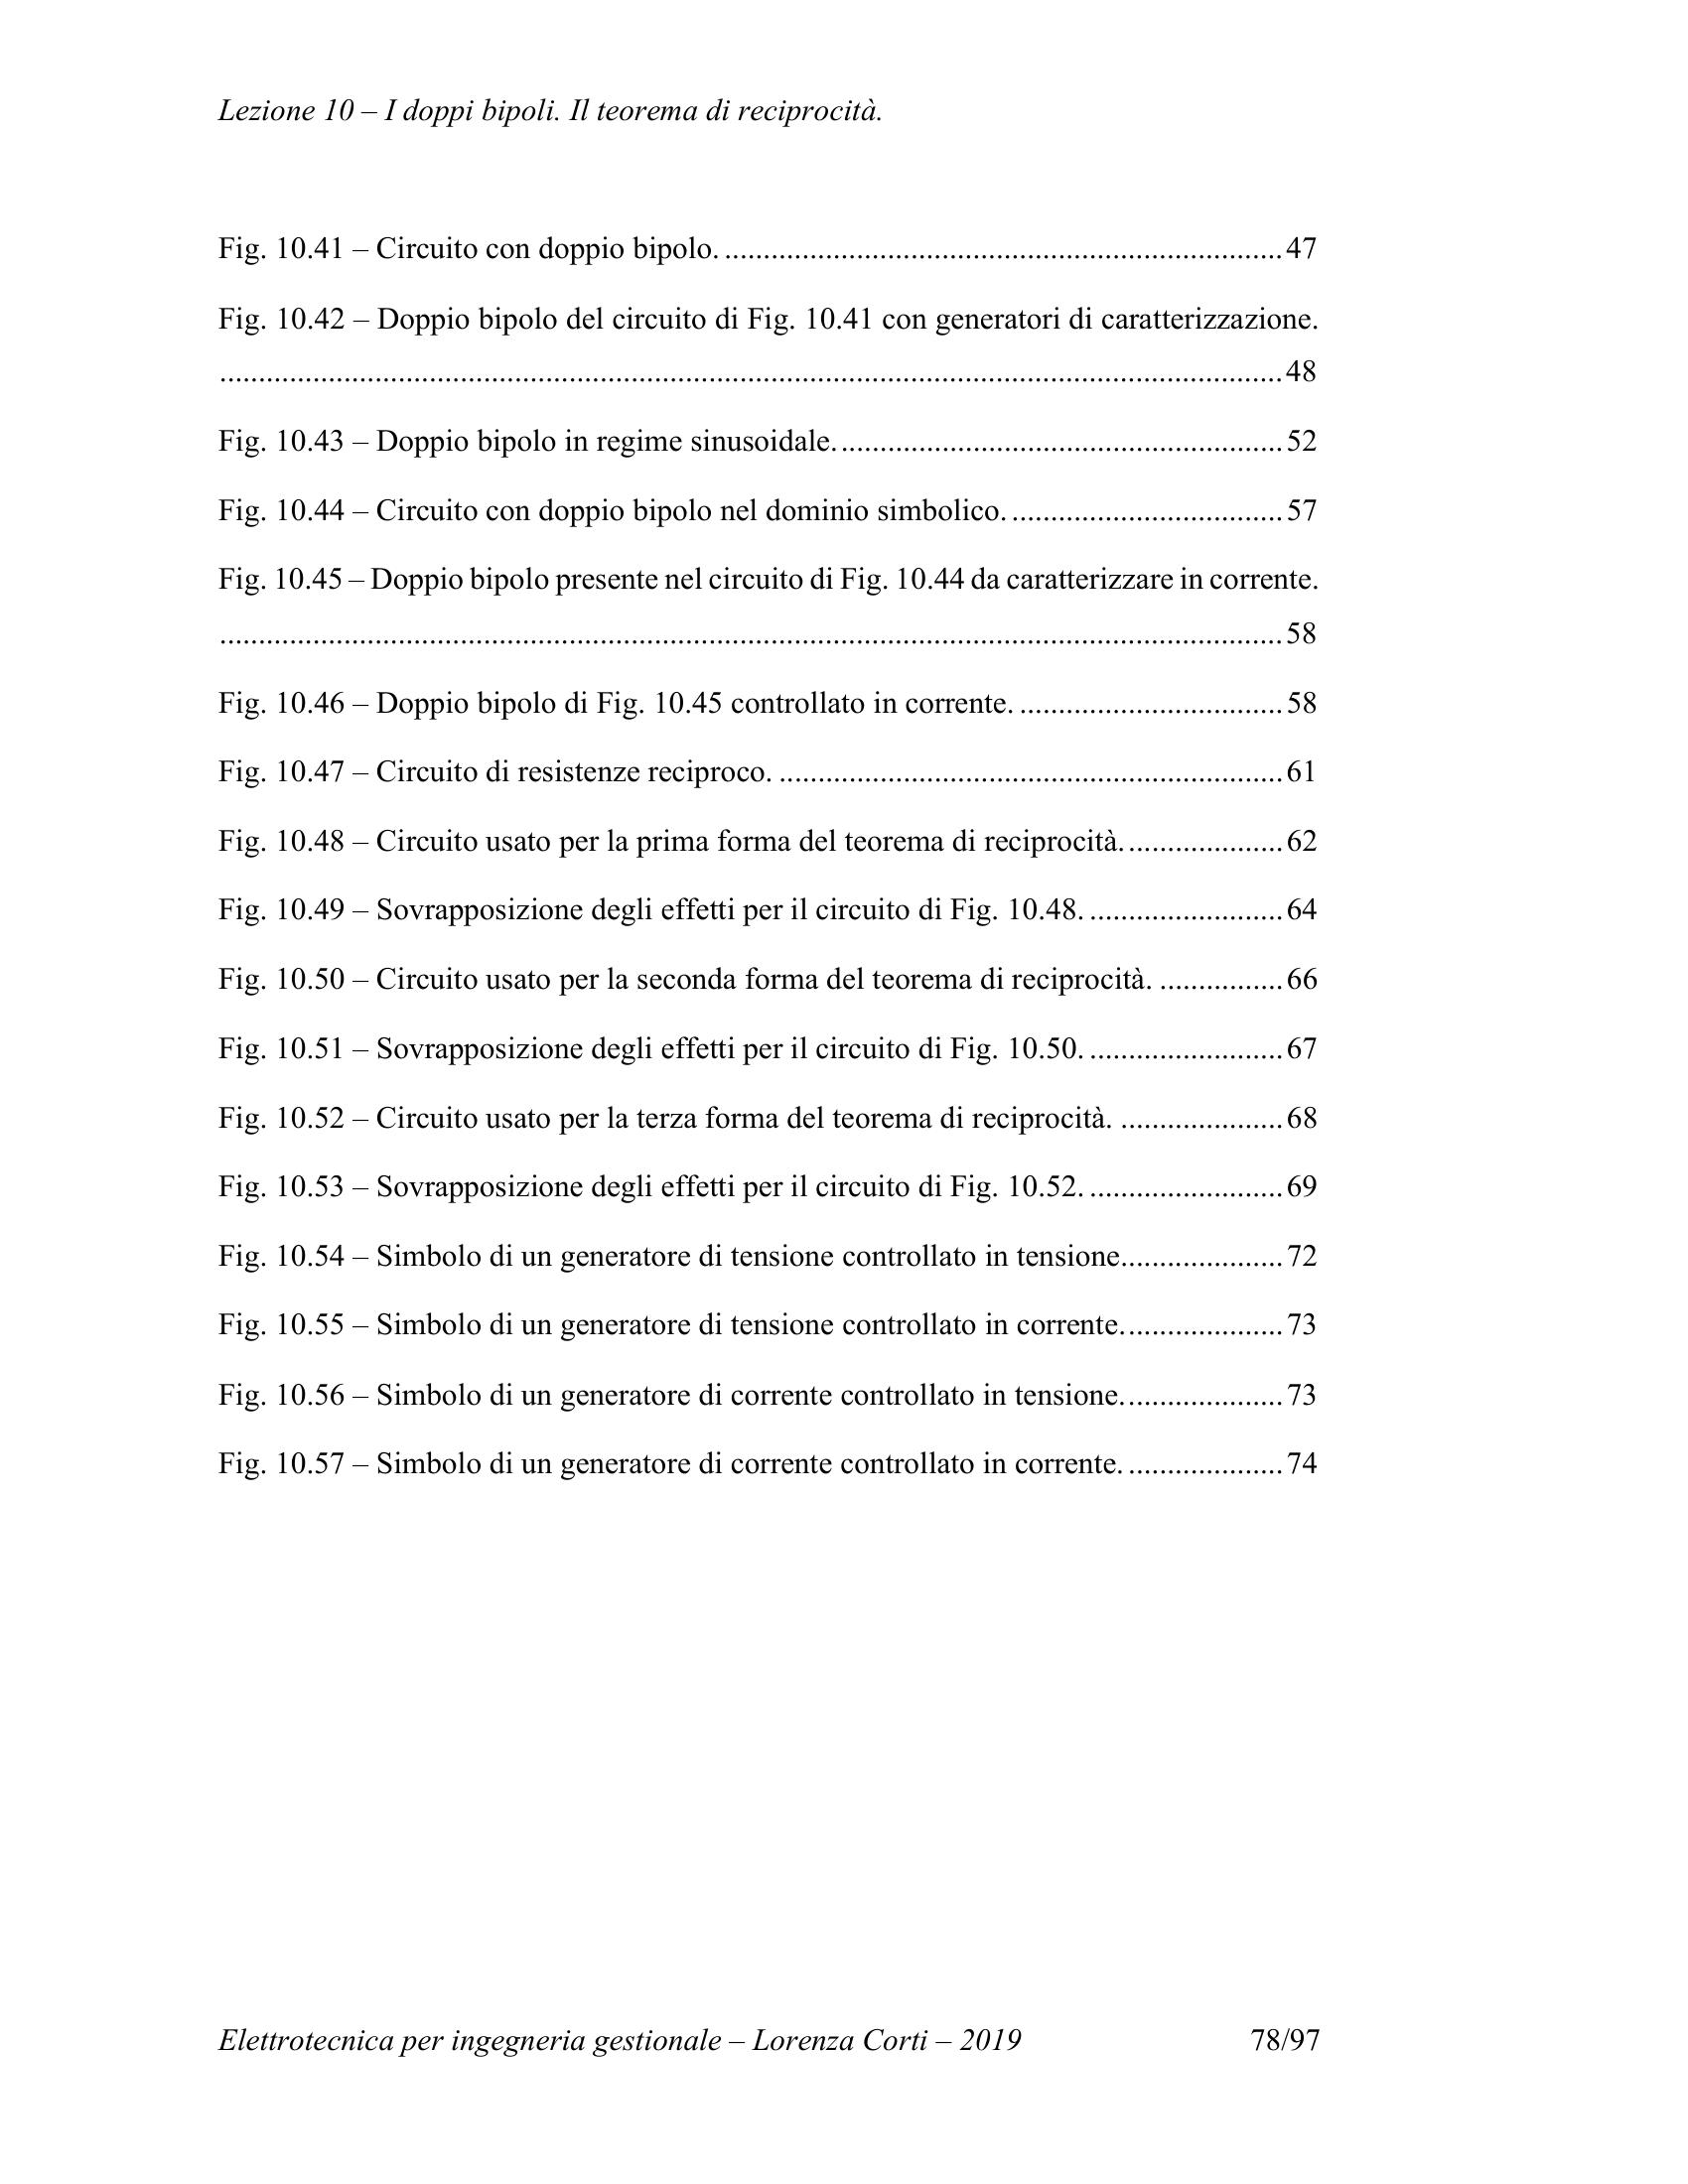 Lezione 10 – I doppi bipoli. Il teorema di reciprocità.
Fig. 10.41 – Circuito con doppio bipolo. ........................................................................ 47
Fig. 10.42 – Doppio bipolo del circuito di Fig. 10.41 con generatori di caratterizzazione.
......................................................................................................................................... 48
Fig. 10.43 – Doppio bipolo in regime sinusoidale. ......................................................... 52
Fig. 10.44 – Circuito con doppio bipolo nel dominio simbolico. ................................... 57
Fig. 10.45 – Doppio bipolo presente nel circuito di Fig. 10.44 da caratterizzare in corrente.
......................................................................................................................................... 58
Fig. 10.46 – Doppio bipolo di Fig. 10.45 controllato in corrente. .................................. 58
Fig. 10.47 – Circuito di resistenze reciproco. ................................................................. 61
Fig. 10.48 – Circuito usato per la prima forma del teorema di reciprocità. .................... 62
Fig. 10.49 – Sovrapposizione degli effetti per il circuito di Fig. 10.48. ......................... 64
Fig. 10.50 – Circuito usato per la seconda forma del teorema di reciprocità. ................ 66
Fig. 10.51 – Sovrapposizione degli effetti per il circuito di Fig. 10.50. ......................... 67
Fig. 10.52 – Circuito usato per la terza forma del teorema di reciprocità. ..................... 68
Fig. 10.53 – Sovrapposizione degli effetti per il circuito di Fig. 10.52. ......................... 69
Fig. 10.54 – Simbolo di un generatore di tensione controllato in tensione. ................... 72
Fig. 10.55 – Simbolo di un generatore di tensione controllato in corrente. .................... 73
Fig. 10.56 – Simbolo di un generatore di corrente controllato in tensione. .................... 73
Fig. 10.57 – Simbolo di un generatore di corrente controllato in corrente. .................... 74
Elettrotecnica per ingegneria gestionale – Lorenza Corti – 2019 78/97